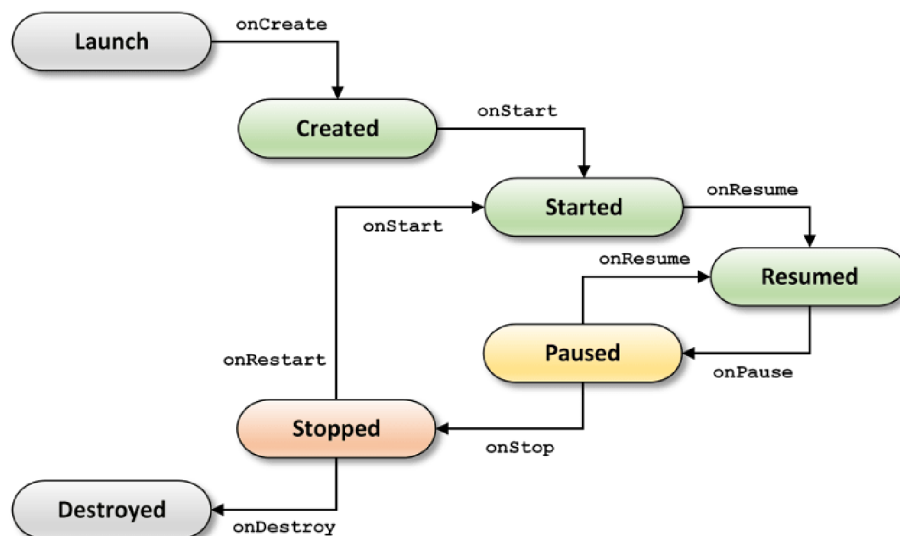 onCreate
Launch
Created
onStart
onResume
Started
onStart
onResume
Resumed
Paused
onRestart
onPause
Stopped
onStop
Destroyed
onDestroy